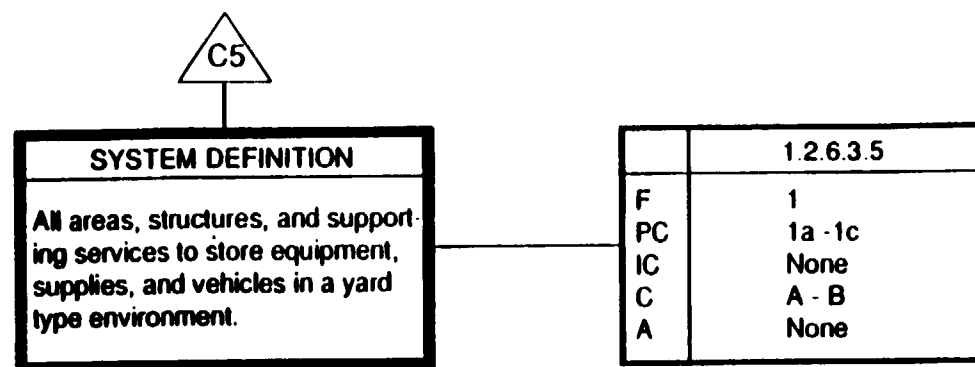 C5
SYSTEM DEFINITION
All areas, structures, and support-
ing services to store equipment,
supplies, and vehicles in a yard
type environment.
1.2.6.3.5
F 1
PC 1a - 1c
IC None
C A - B
A None